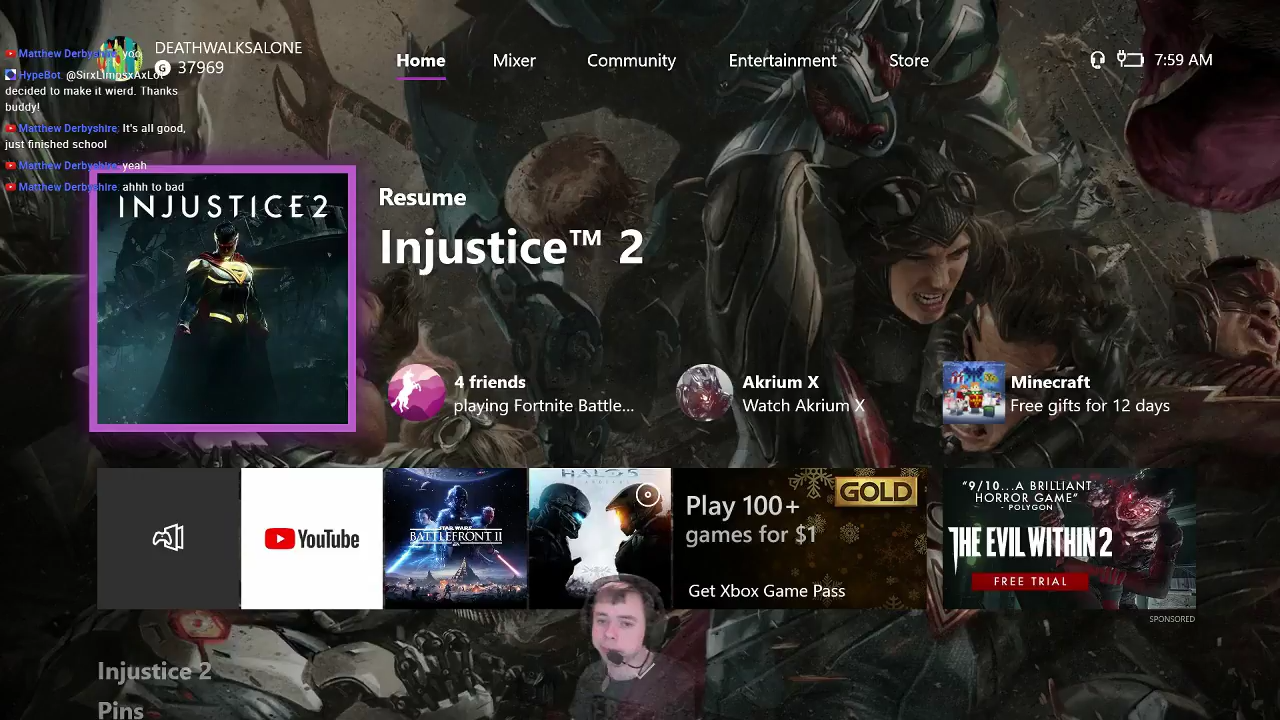 DEATHWALKSALONE
G 37969
Home
Mixer
Community
Entertainment
Store
7:59 AM
Matthew Derbyshire: yoo
HypeBot: @SirxLimpsxAxLot
decided to make it wierd. Thanks
buddy!
Matthew Derbyshire: It's all good,
just finished school
Matthew Derbyshire: yeah
Matthew Derbyshire: ahhh to bad
INJUSTICE 2
Resume
Injustice™ 2
4 friends
playing Fortnite Battle...
Akrium X
Watch Akrium X
Minecraft
Free gifts for 12 days
YouTube
STAR WARS
BATTLEFRONT II
HALO 5
Play 100+
games for $1
GOLD
Get Xbox Game Pass
"9/10...A BRILLIANT
HORROR GAME"
- POLYGON
THE EVIL WITHIN 2
FREE TRIAL
SPONSORED
Injustice 2
Pins